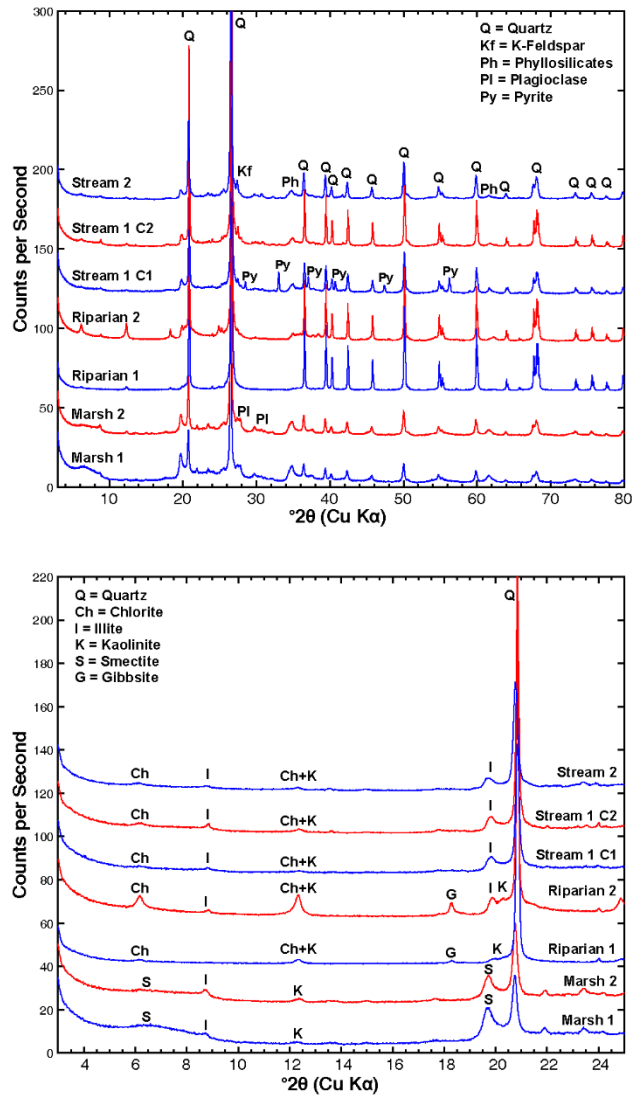 300
250
200
150
100
50
0
Counts per Second
Q
Q
Q = Quartz
Kf = K-Feldspar
Ph = Phyllosilicates
Pl = Plagioclase
Py = Pyrite
Kf
Ph
Q
Q
Q
Q
Q
Q
Q
Q
Ph
Q
Q
Q
Q
Q
Stream 2
Stream 1 C2
Stream 1 C1
Py
Py
Py
Py
Py
Py
Riparian 2
Riparian 1
Marsh 2
Pl
Pl
Marsh 1
10 20 30 40 50 60 70 80
°2θ (Cu Kα)
220
200
180
160
140
120
100
80
60
40
20
0
Counts per Second
Q = Quartz
Ch = Chlorite
I = Illite
K = Kaolinite
S = Smectite
G = Gibbsite
Q
Ch I Ch+K I Stream 2
Ch I Ch+K I Stream 1 C2
Ch I Ch+K I Stream 1 C1
Ch I Ch+K G I K Riparian 2
Ch Ch+K G K Riparian 1
S I K S Marsh 2
S I K S Marsh 1
4 6 8 10 12 14 16 18 20 22 24
°2θ (Cu Kα)